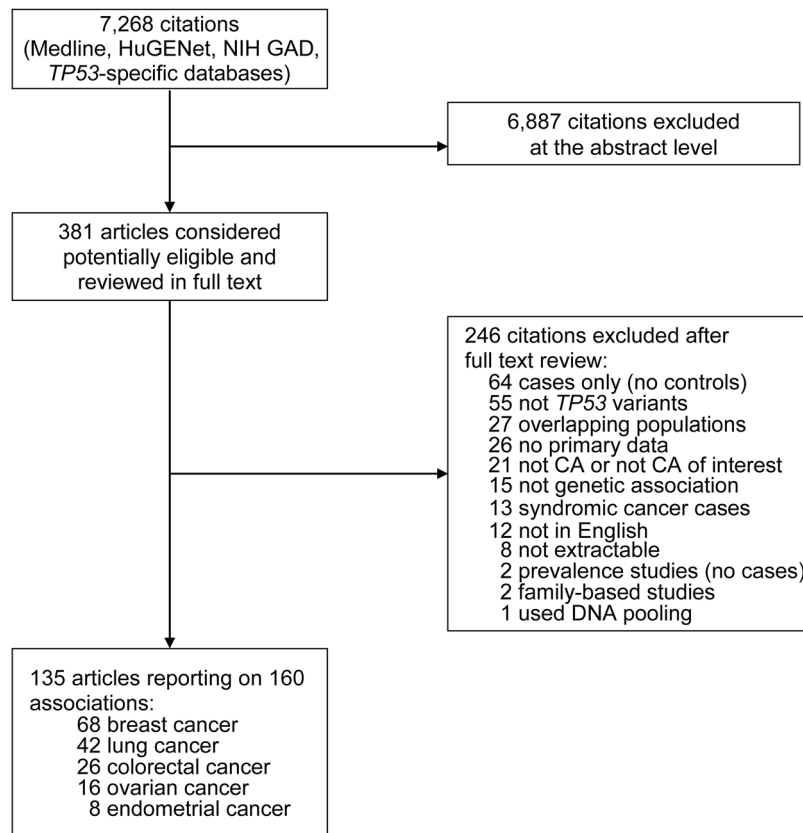 7,268 citations
(Medline, HuGENet, NIH GAD,
TP53-specific databases)
6,887 citations excluded
at the abstract level
381 articles considered
potentially eligible and
reviewed in full text
246 citations excluded after
full text review:
64 cases only (no controls)
55 not TP53 variants
27 overlapping populations
26 no primary data
21 not CA or not CA of interest
15 not genetic association
13 syndromic cancer cases
12 not in English
8 not extractable
2 prevalence studies (no cases)
2 family-based studies
1 used DNA pooling
135 articles reporting on 160
associations:
68 breast cancer
42 lung cancer
26 colorectal cancer
16 ovarian cancer
8 endometrial cancer